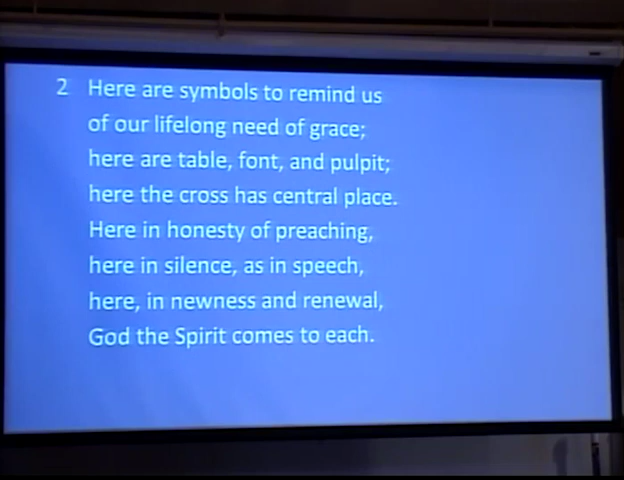 2 Here are symbols to remind us
of our lifelong need of grace;
here are table, font, and pulpit;
here the cross has central place.
Here in honesty of preaching,
here in silence, as in speech,
here, in newness and renewal,
God the Spirit comes to each.